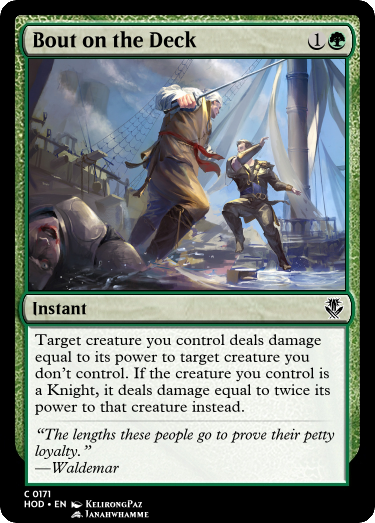 Bout on the Deck 1
Instant
Target creature you control deals damage
equal to its power to target creature you
don't control. If the creature you control is
a Knight, it deals damage equal to twice its
power to that creature instead.
“The lengths these people go to prove their petty
loyalty.”
—Waldemar
C 0171
HOD • EN KelirongPaz
Janahwhamme